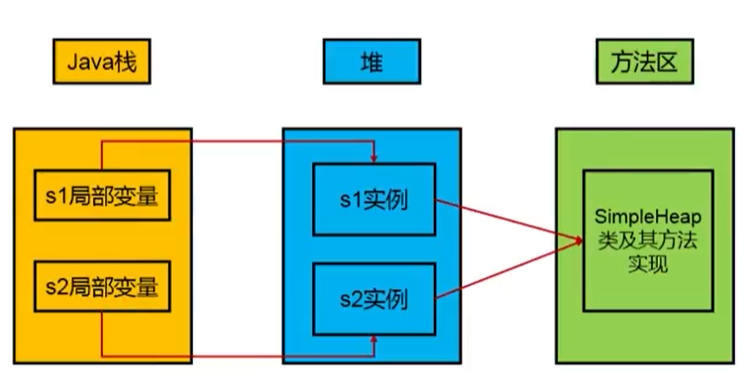 Java栈
堆
方法区
s1局部变量
s2局部变量
s1实例
s2实例
SimpleHeap
类及其方法
实现